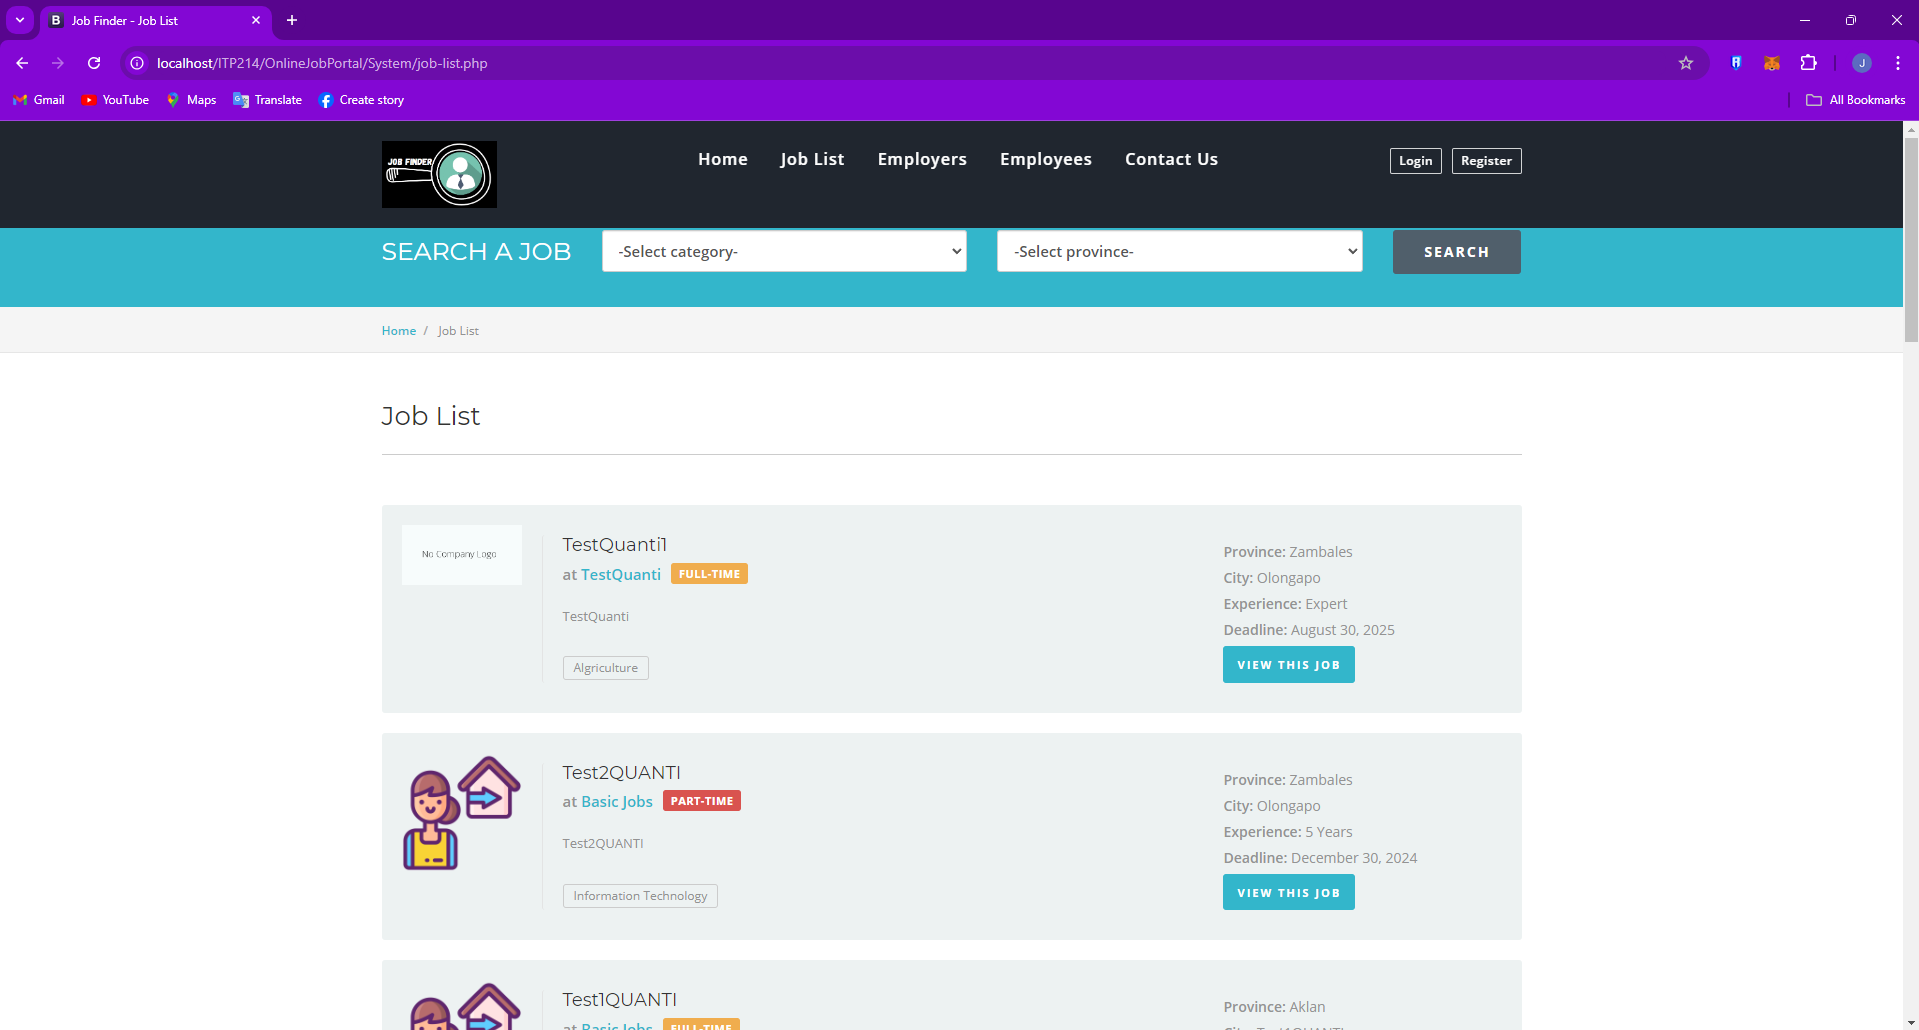 B Job Finder - Job List
localhost/ITP214/OnlineJobPortal/System/job-list.php
J
Gmail YouTube Maps Translate Create story All Bookmarks
JOB FINDER
Home Job List Employers Employees Contact Us Login Register
SEARCH A JOB -Select category- -Select province- SEARCH
Home / Job List
Job List
No Company Logo
TestQuanti1
at TestQuanti FULL-TIME
TestQuanti
Algriculture
Province: Zambales
City: Olongapo
Experience: Expert
Deadline: August 30, 2025
VIEW THIS JOB
Test2QUANTI
at Basic Jobs PART-TIME
Test2QUANTI
Information Technology
Province: Zambales
City: Olongapo
Experience: 5 Years
Deadline: December 30, 2024
VIEW THIS JOB
Test1QUANTI
at Basic Jobs FULL-TIME
Province: Aklan
City: Test1QUANTI